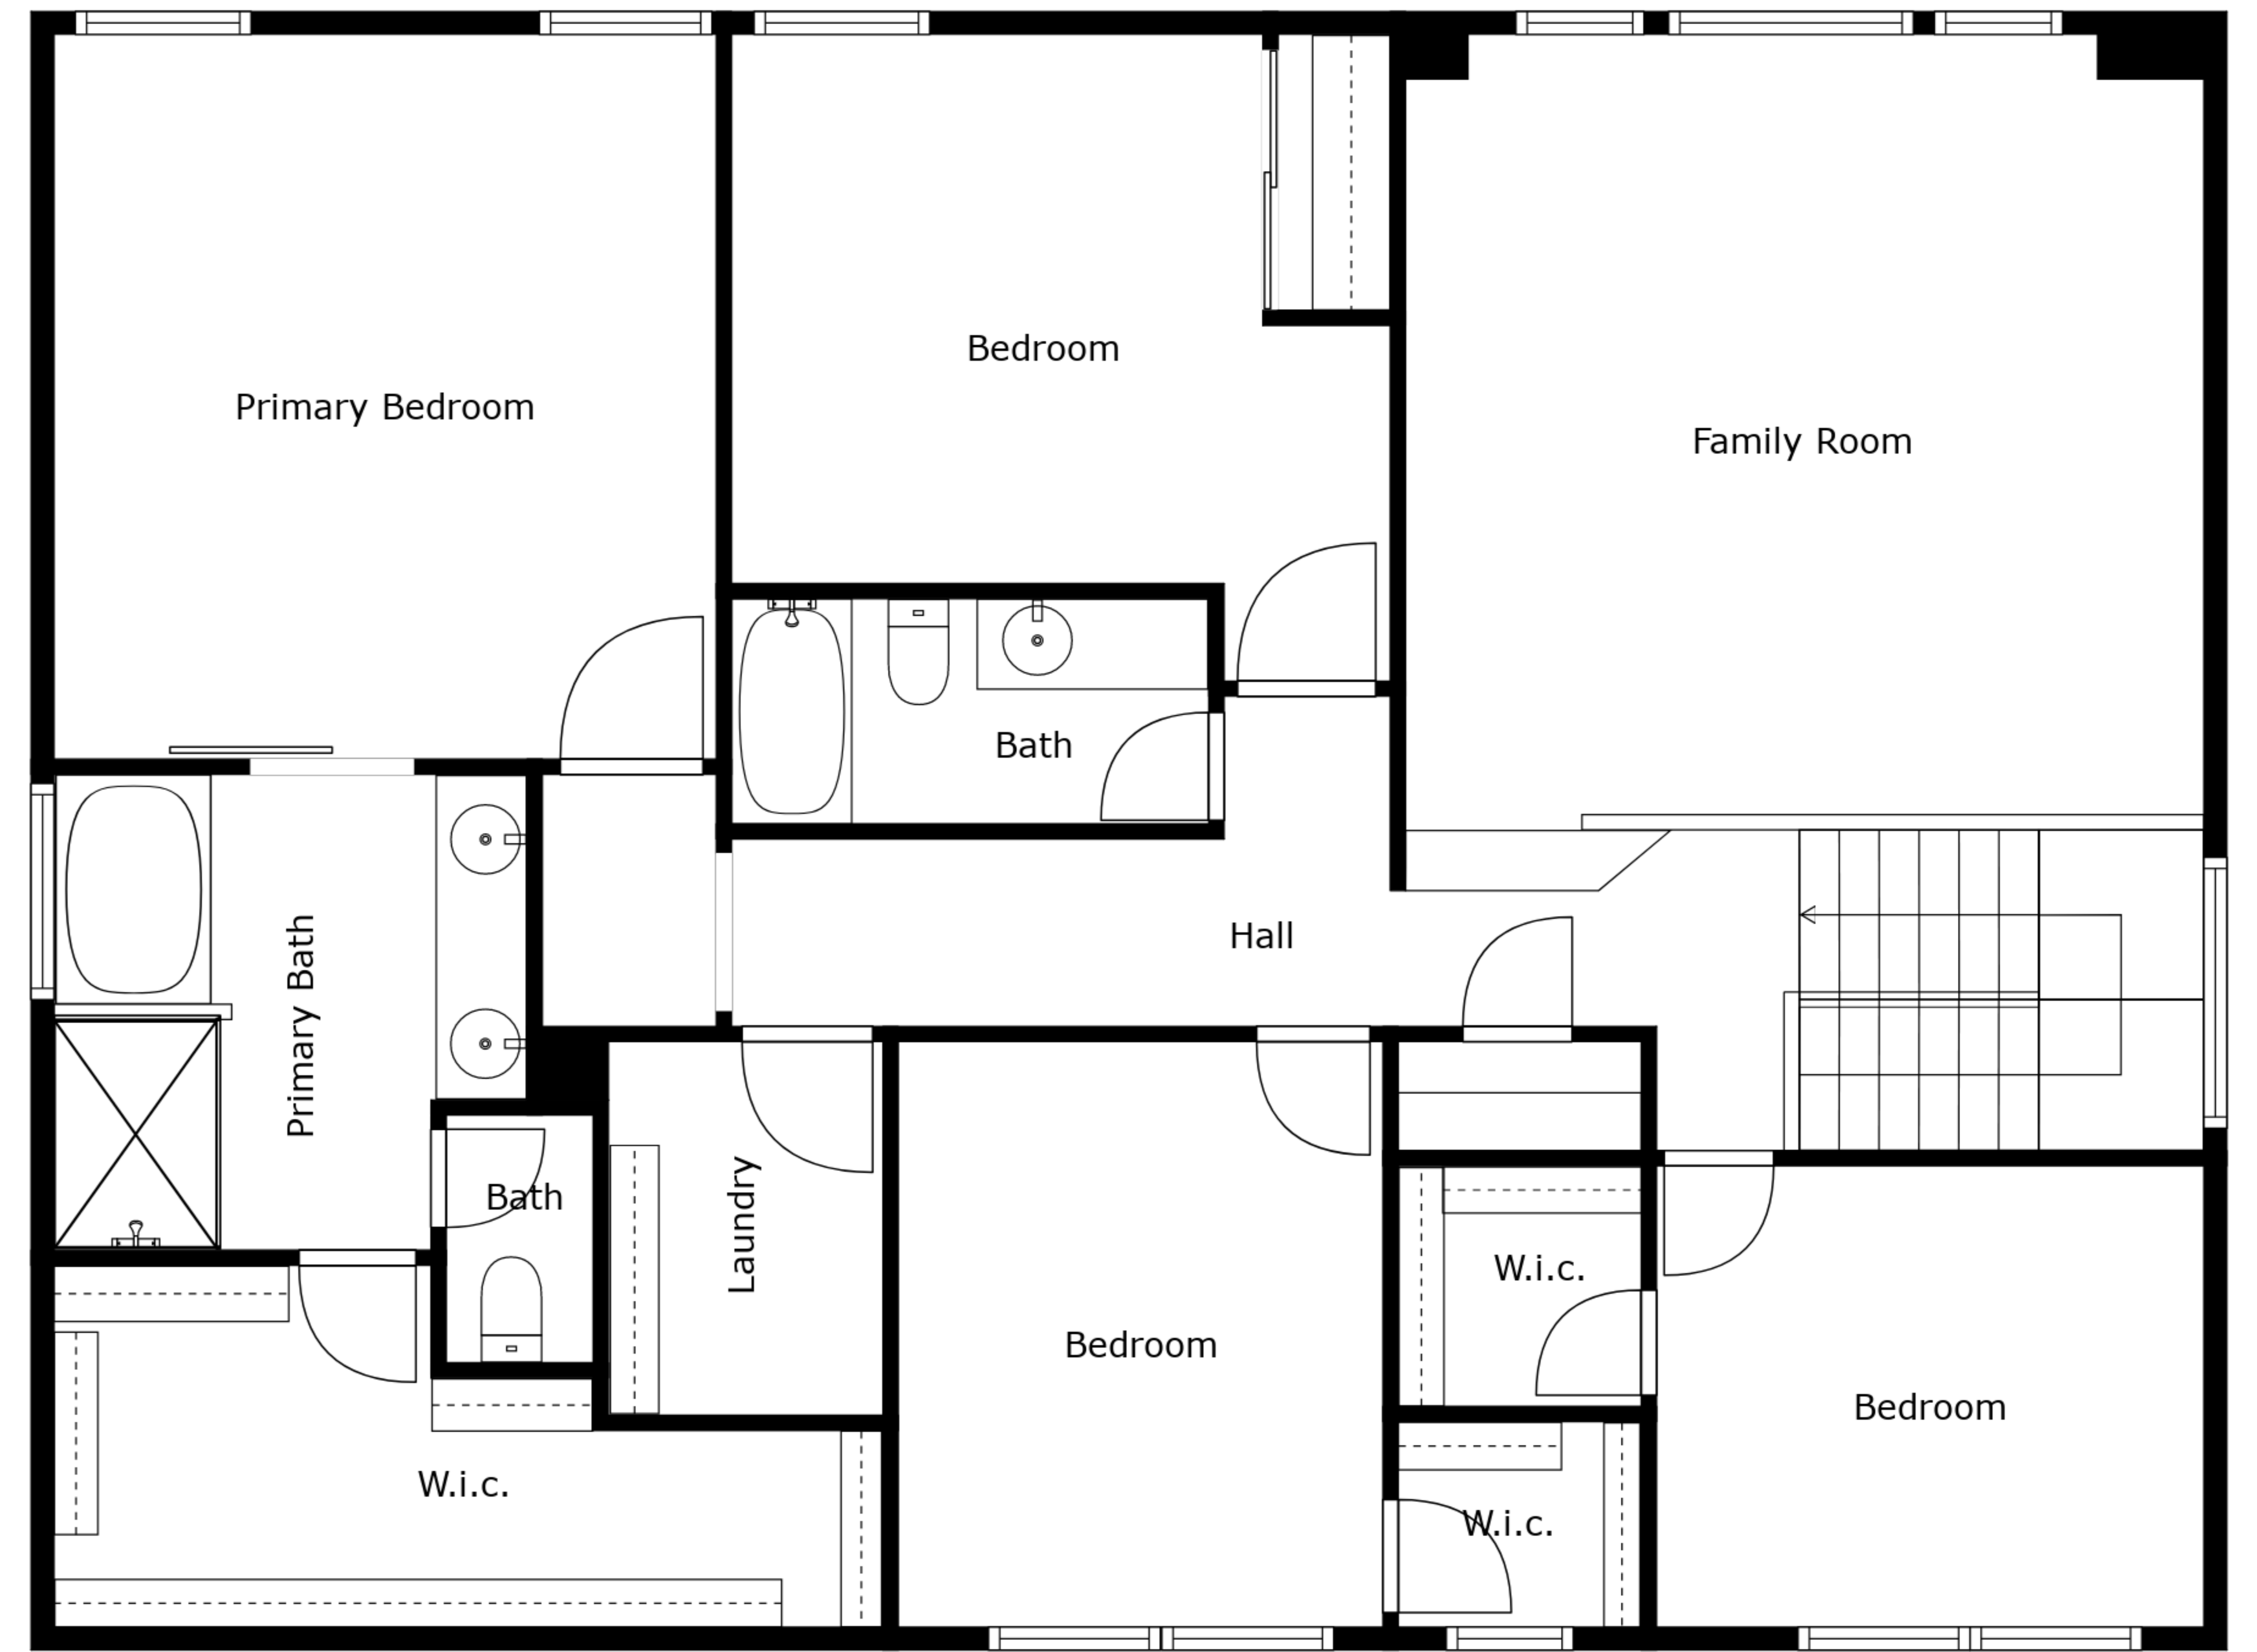 Bedroom
Primary Bedroom
Family Room
Bath
Hall
Primary Bath
Bath
Laundry
W.i.c.
Bedroom
Bedroom
W.i.c.
W.i.c.